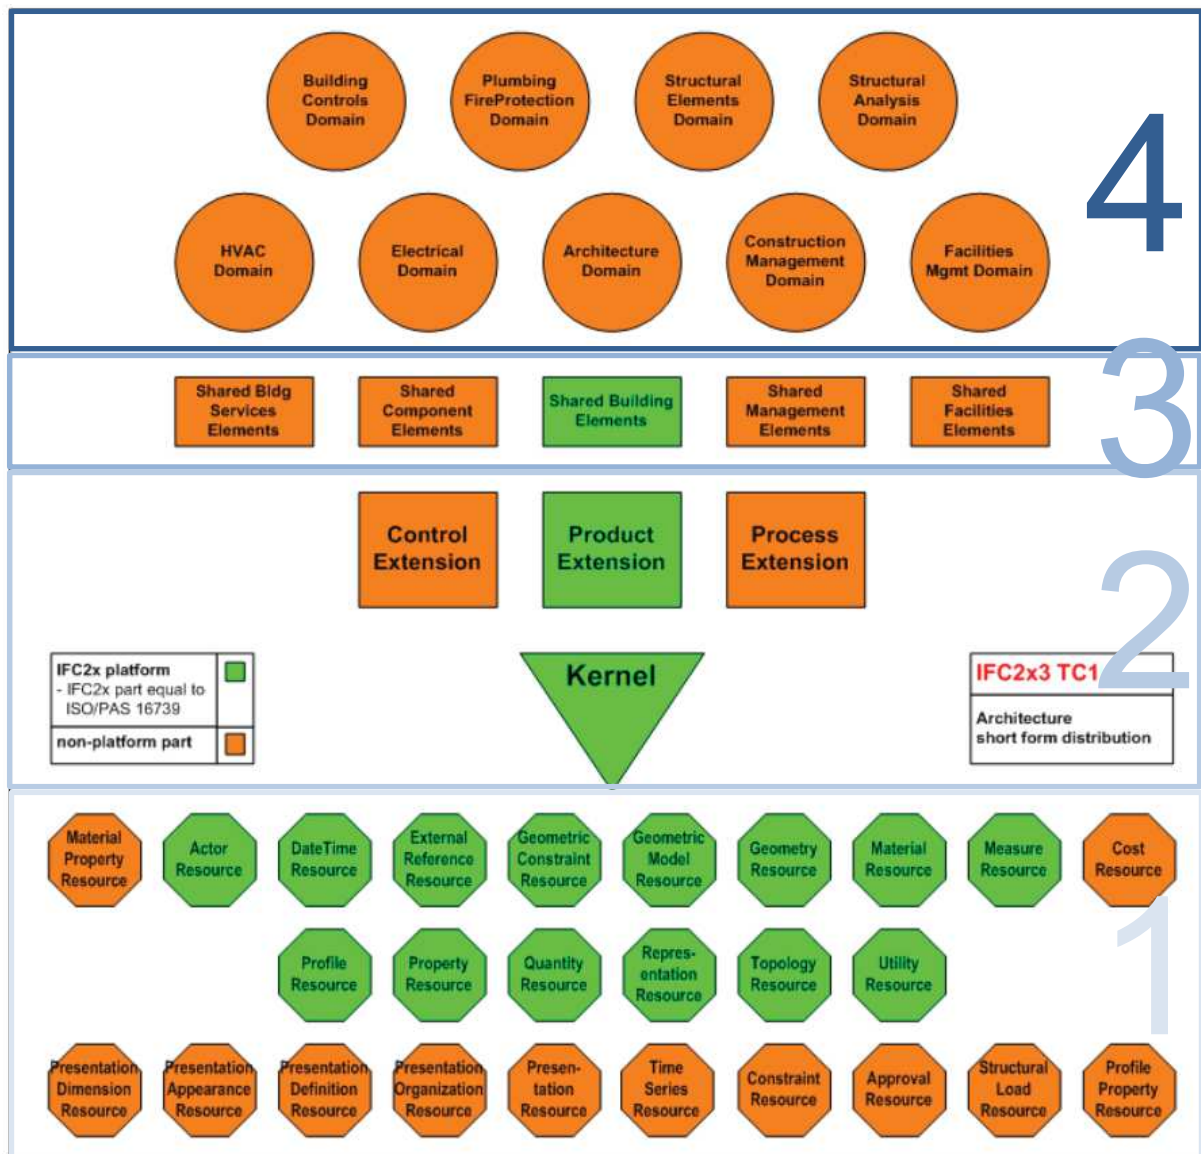 Building
Controls
Domain
Plumbing
FireProtection
Domain
Structural
Elements
Domain
Structural
Analysis
Domain
4
HVAC
Domain
Electrical
Domain
Architecture
Domain
Construction
Management
Domain
Facilities
Mgmt Domain
3
Shared Bldg
Services
Elements
Shared
Component
Elements
Shared Building
Elements
Shared
Management
Elements
Shared
Facilities
Elements
Control
Extension
Product
Extension
Process
Extension
2
IFC2x platform
- IFC2x part equal to
ISO/PAS 16739
non-platform part
Kernel
IFC2x3 TC1
Architecture
short form distribution
Material
Property
Resource
Actor
Resource
DateTime
Resource
External
Reference
Resource
Geometric
Constraint
Resource
Geometric
Model
Resource
Geometry
Resource
Material
Resource
Measure
Resource
Cost
Resource
1
Profile
Resource
Property
Resource
Quantity
Resource
Repres-
entation
Resource
Topology
Resource
Utility
Resource
Presentation
Dimension
Resource
Presentation
Appearance
Resource
Presentation
Definition
Resource
Presentation
Organization
Resource
Presen-
tation
Resource
Time
Series
Resource
Constraint
Resource
Approval
Resource
Structural
Load
Resource
Profile
Property
Resource